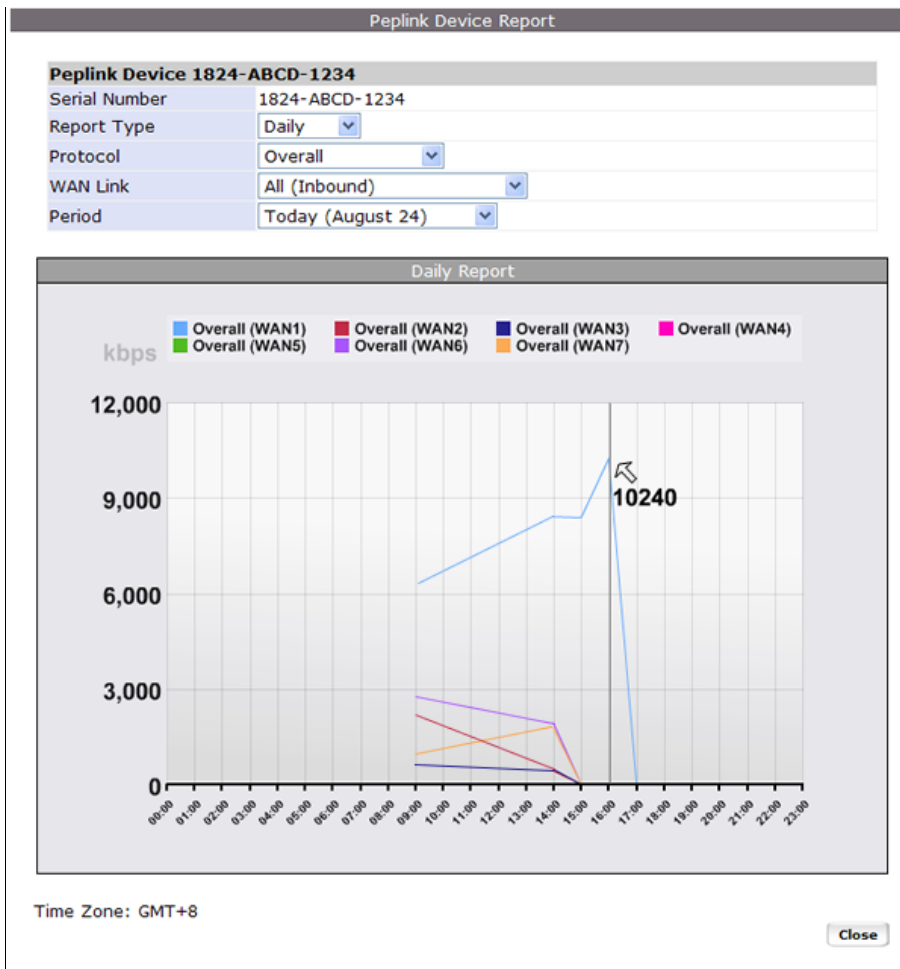 Peplink Device Report
Peplink Device 1824-ABCD-1234
Serial Number 1824-ABCD-1234
Report Type Daily
Protocol Overall
WAN Link All (Inbound)
Period Today (August 24)
Daily Report
kbps
Overall (WAN1) Overall (WAN2) Overall (WAN3) Overall (WAN4)
Overall (WAN5) Overall (WAN6) Overall (WAN7)
12,000
9,000
10240
6,000
3,000
0
00:00 01:00 02:00 03:00 04:00 05:00 06:00 07:00 08:00 09:00 10:00 11:00 12:00 13:00 14:00 15:00 16:00 17:00 18:00 19:00 20:00 21:00 22:00 23:00
Time Zone: GMT+8
Close